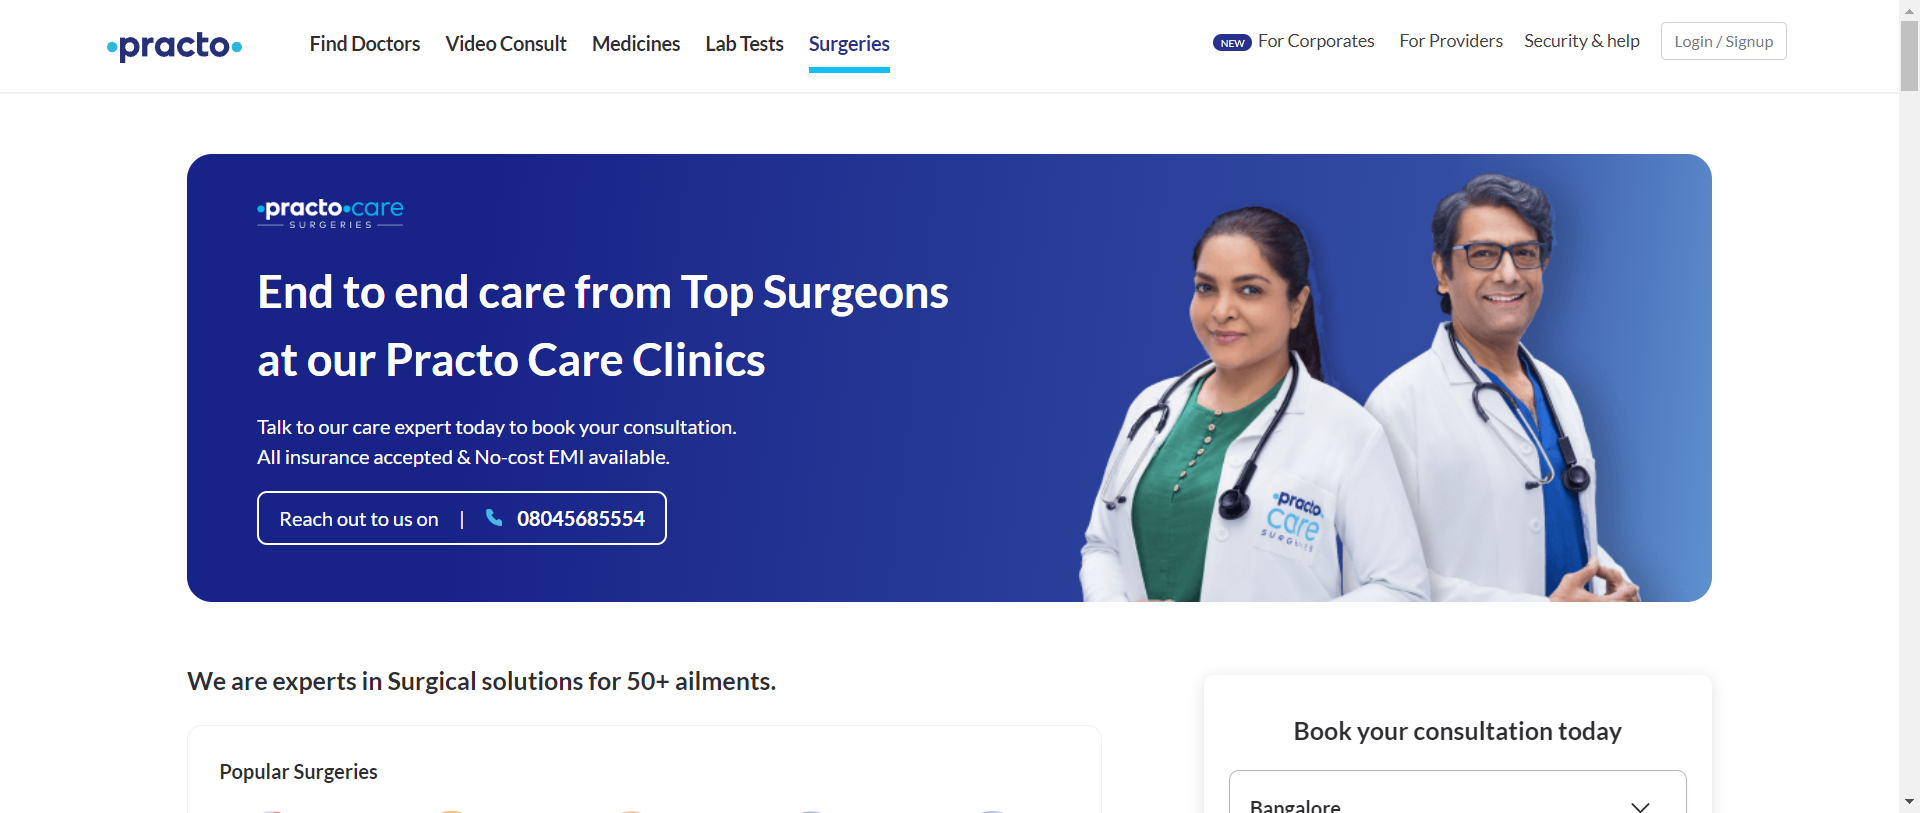 practo
Find Doctors
Video Consult
Medicines
Lab Tests
Surgeries
NEW For Corporates
For Providers
Security & help
Login / Signup
practo care
SURGERIES
End to end care from Top Surgeons
at our Practo Care Clinics
Talk to our care expert today to book your consultation.
All insurance accepted & No-cost EMI available.
Reach out to us on | 08045685554
practo
Care
SURGERIES
We are experts in Surgical solutions for 50+ ailments.
Popular Surgeries
Book your consultation today
Bangalore